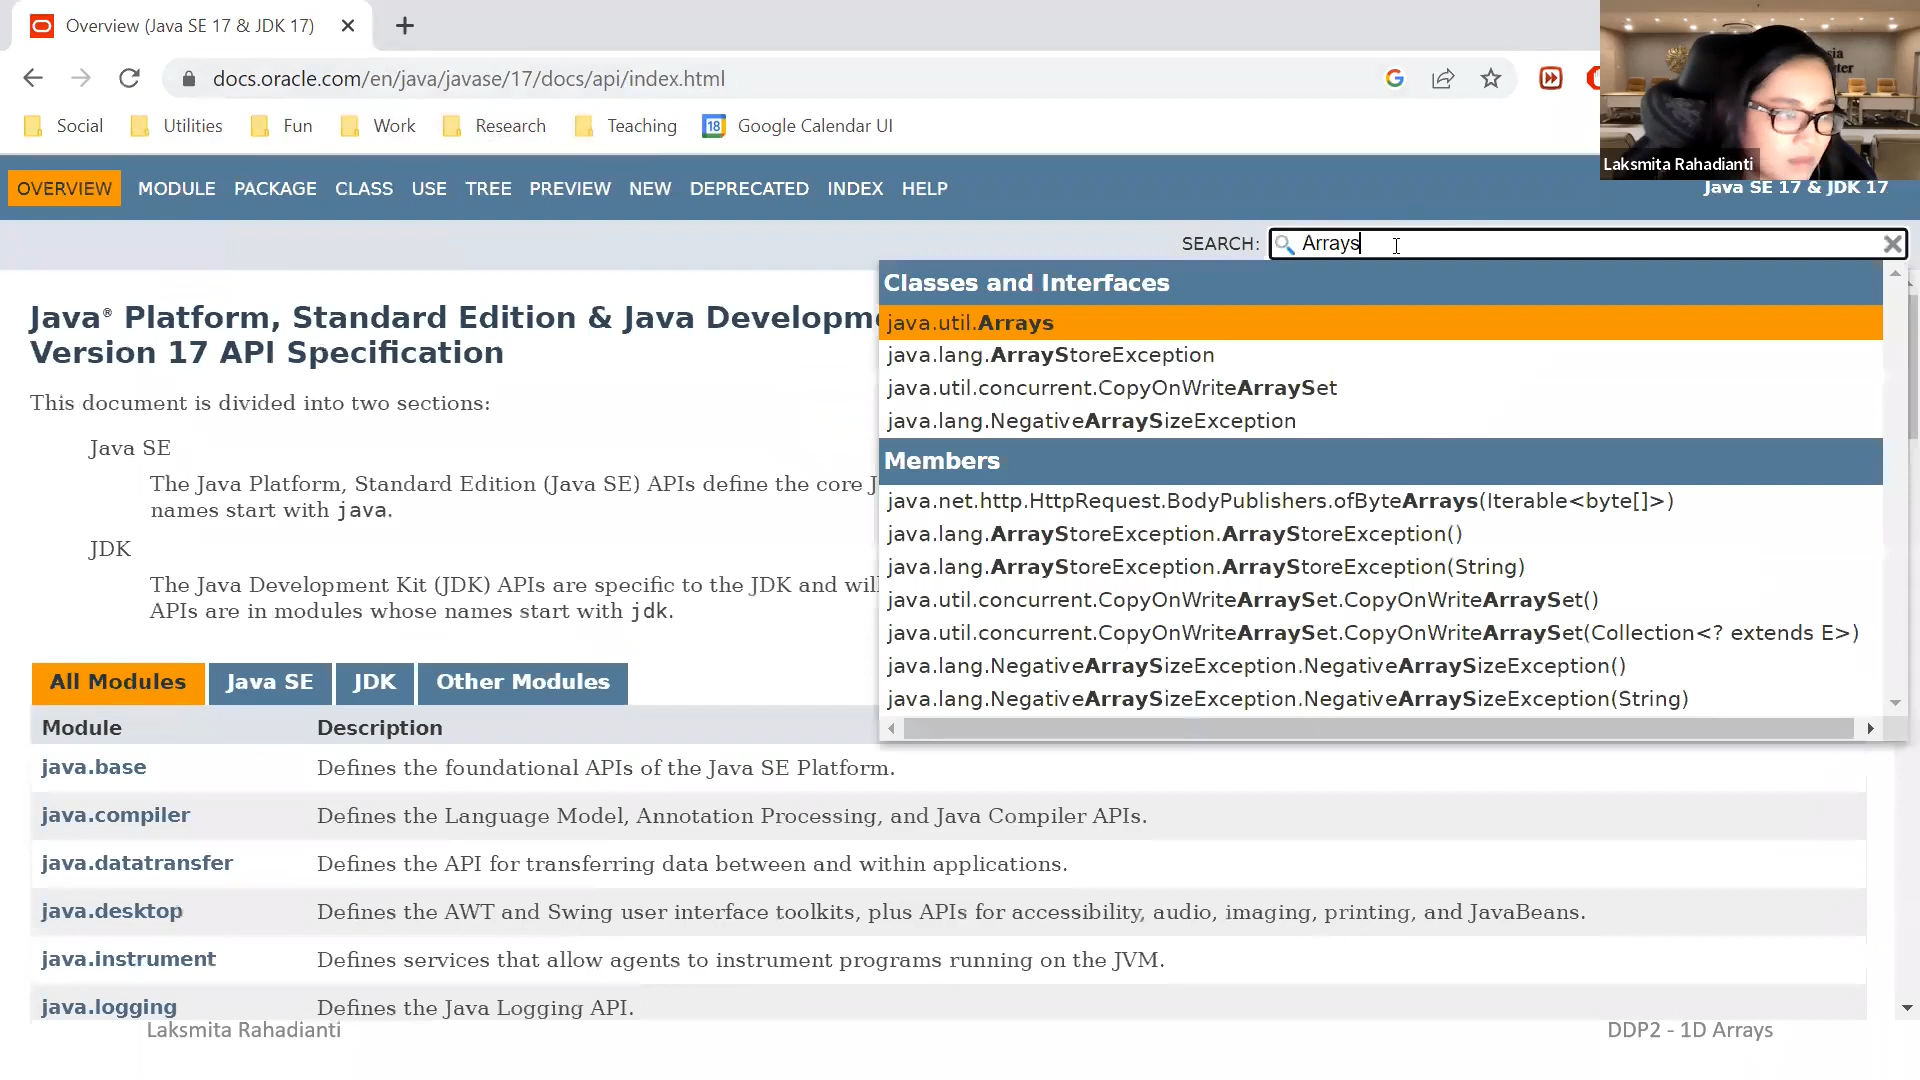 Overview (Java SE 17 & JDK 17)
docs.oracle.com/en/java/javase/17/docs/api/index.html
Social Utilities Fun Work Research Teaching 18 Google Calendar UI
Laksmita Rahadianti
OVERVIEW MODULE PACKAGE CLASS USE TREE PREVIEW NEW DEPRECATED INDEX HELP
Java SE 17 & JDK 17
SEARCH: Arrays
Classes and Interfaces
java.util.Arrays
java.lang.ArrayStoreException
java.util.concurrent.CopyOnWriteArraySet
java.lang.NegativeArraySizeException
Members
java.net.http.HttpRequest.BodyPublishers.ofByteArrays(Iterable<byte[]>)
java.lang.ArrayStoreException.ArrayStoreException()
java.lang.ArrayStoreException.ArrayStoreException(String)
java.util.concurrent.CopyOnWriteArraySet.CopyOnWriteArraySet()
java.util.concurrent.CopyOnWriteArraySet.CopyOnWriteArraySet(Collection<? extends E>)
java.lang.NegativeArraySizeException.NegativeArraySizeException()
java.lang.NegativeArraySizeException.NegativeArraySizeException(String)
Java® Platform, Standard Edition & Java Developm
Version 17 API Specification
This document is divided into two sections:
Java SE
The Java Platform, Standard Edition (Java SE) APIs define the core J
names start with java.
JDK
The Java Development Kit (JDK) APIs are specific to the JDK and will
APIs are in modules whose names start with jdk.
All Modules Java SE JDK Other Modules
Module Description
java.base Defines the foundational APIs of the Java SE Platform.
java.compiler Defines the Language Model, Annotation Processing, and Java Compiler APIs.
java.datatransfer Defines the API for transferring data between and within applications.
java.desktop Defines the AWT and Swing user interface toolkits, plus APIs for accessibility, audio, imaging, printing, and JavaBeans.
java.instrument Defines services that allow agents to instrument programs running on the JVM.
java.logging Defines the Java Logging API.
Laksmita Rahadianti DDP2 - 1D Arrays